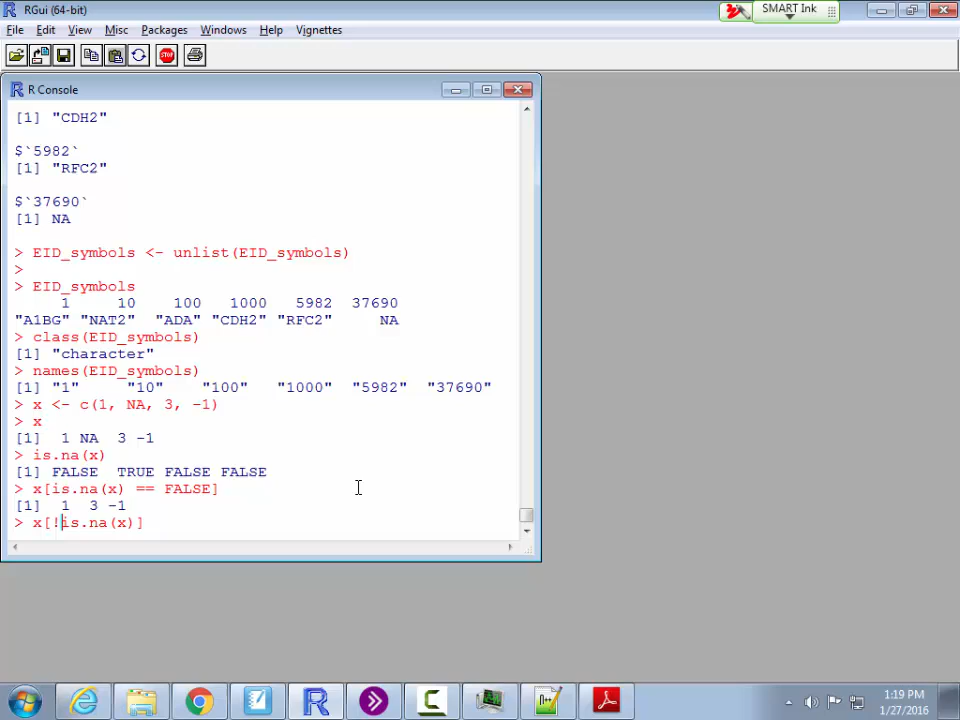 RGui (64-bit)
SMART Ink
File Edit View Misc Packages Windows Help Vignettes
STOP
R Console
[1] "CDH2"
$`5982`
[1] "RFC2"
$`37690`
[1] NA
> EID_symbols <- unlist(EID_symbols)
>
> EID_symbols
1 10 100 1000 5982 37690
"A1BG" "NAT2" "ADA" "CDH2" "RFC2" NA
> class(EID_symbols)
[1] "character"
> names(EID_symbols)
[1] "1" "10" "100" "1000" "5982" "37690"
> x <- c(1, NA, 3, -1)
> x
[1] 1 NA 3 -1
> is.na(x)
[1] FALSE TRUE FALSE FALSE
> x[is.na(x) == FALSE]
[1] 1 3 -1
> x[!is.na(x)]
1:19 PM
1/27/2016